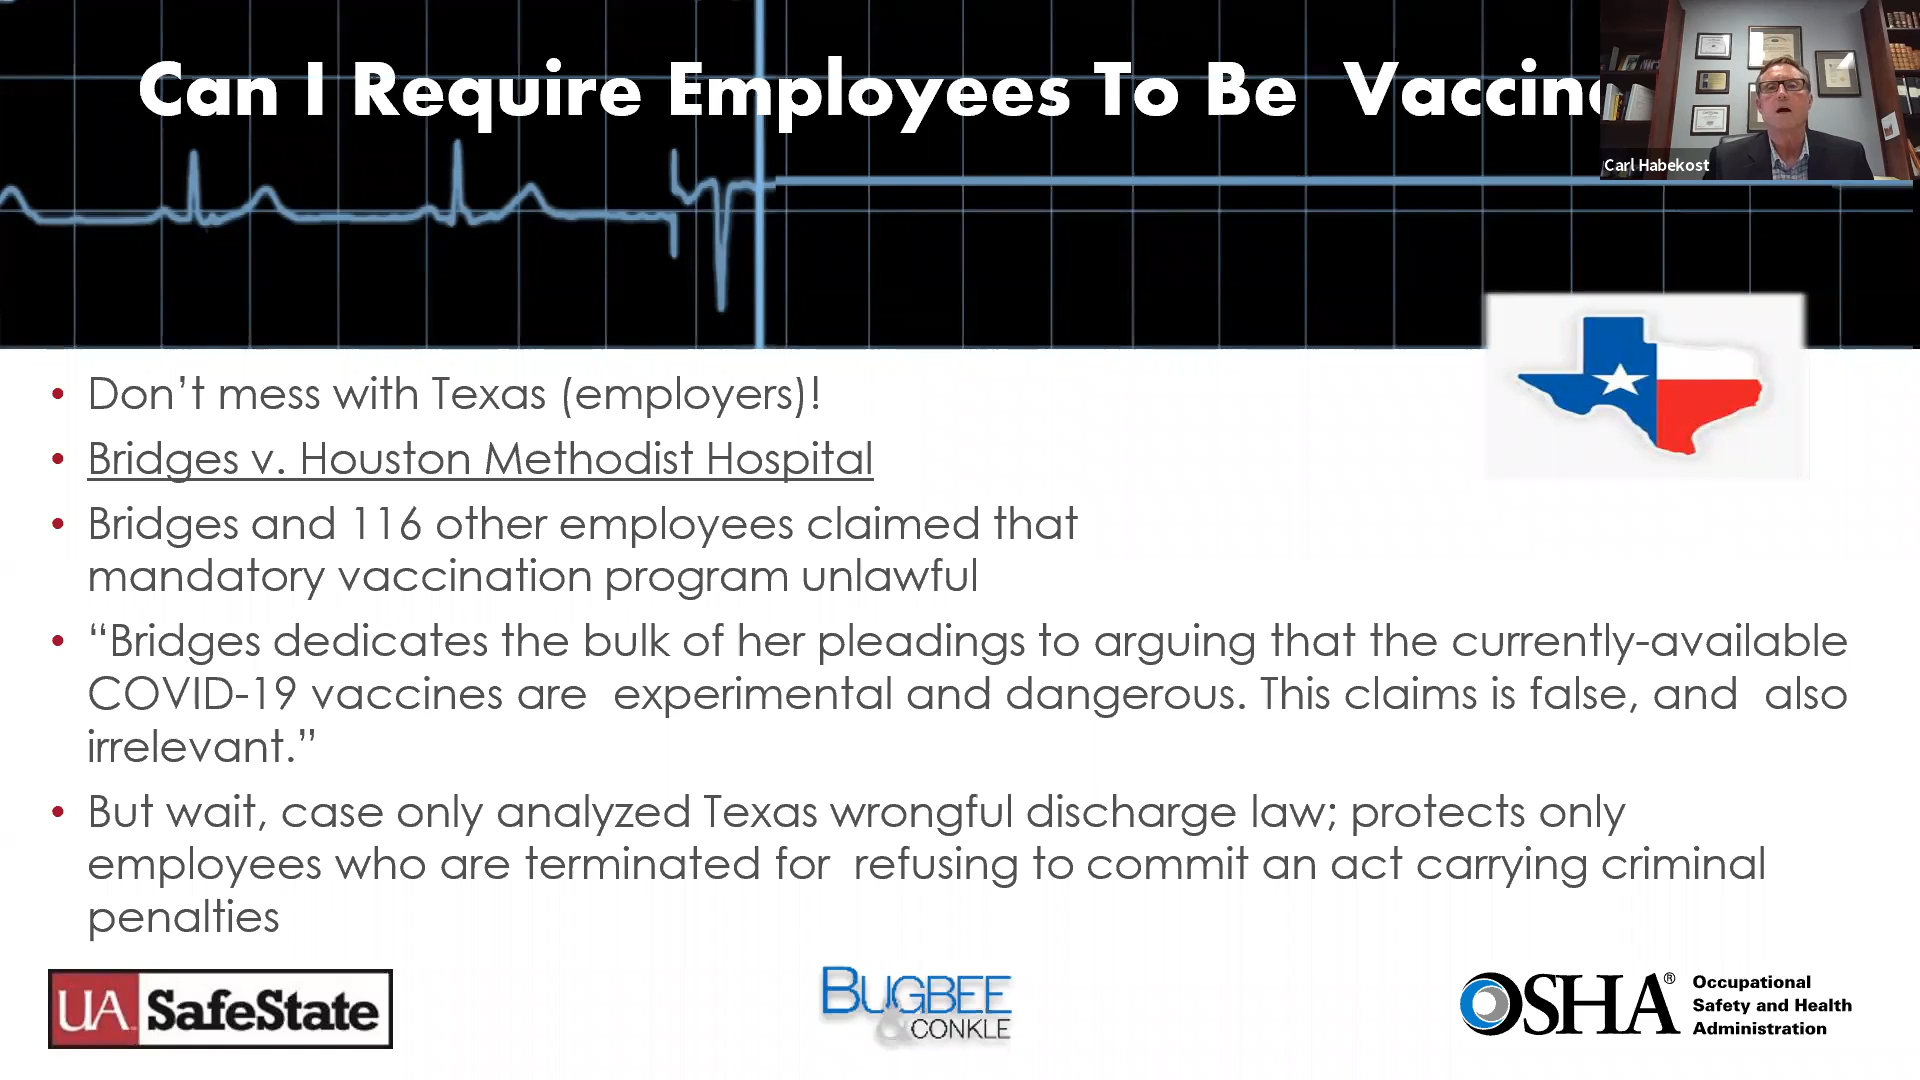 Can I Require Employees To Be Vaccin
Carl Habekost
• Don’t mess with Texas (employers)!
• Bridges v. Houston Methodist Hospital
• Bridges and 116 other employees claimed that
mandatory vaccination program unlawful
• “Bridges dedicates the bulk of her pleadings to arguing that the currently-available
COVID-19 vaccines are experimental and dangerous. This claims is false, and also
irrelevant.”
• But wait, case only analyzed Texas wrongful discharge law; protects only
employees who are terminated for refusing to commit an act carrying criminal
penalties
UA SafeState
BUGBEE
& CONKLE
OSHA® Occupational
Safety and Health
Administration